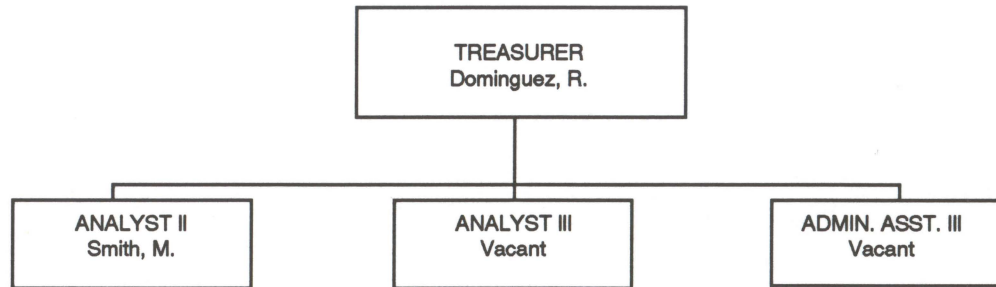 TREASURER
Dominguez, R.
ANALYST II
Smith, M.
ANALYST III
Vacant
ADMIN. ASST. III
Vacant